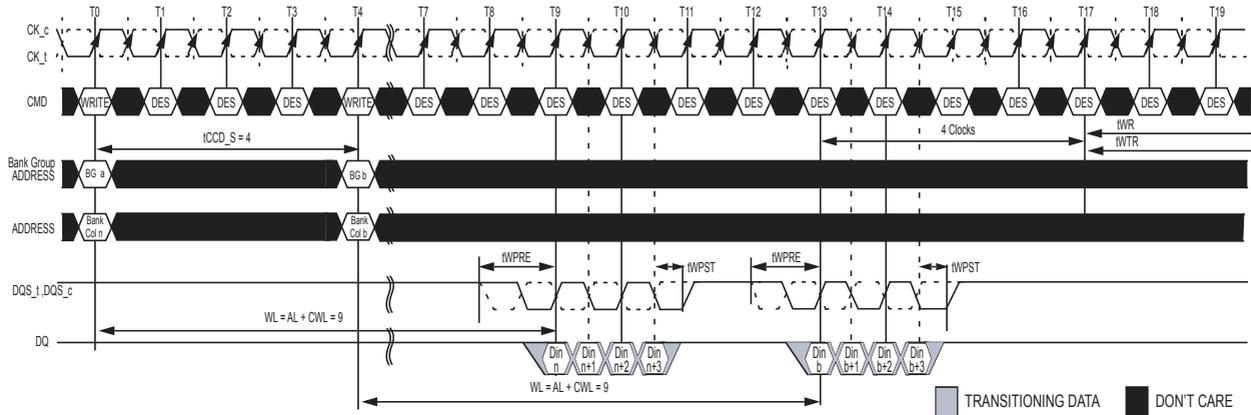 T0 T1 T2 T3 T4 T7 T8 T9 T10 T11 T12 T13 T14 T15 T16 T17 T18 T19
CK_c
CK_t
CMD WRITE DES DES DES WRITE DES DES DES DES DES DES DES DES DES DES DES DES DES
tCCD_S = 4
4 Clocks
tWR
tWTR
Bank Group
ADDRESS
BG a
BG b
ADDRESS
Bank
Col n
Bank
Col b
tWPRE
tWPST
tWPRE
tWPST
DQS_t ,DQS_c
WL = AL + CWL = 9
DQ
Din
n
Din
n+1
Din
n+2
Din
n+3
Din
b
Din
b+1
Din
b+2
Din
b+3
WL = AL + CWL = 9
TRANSITIONING DATA
DON'T CARE